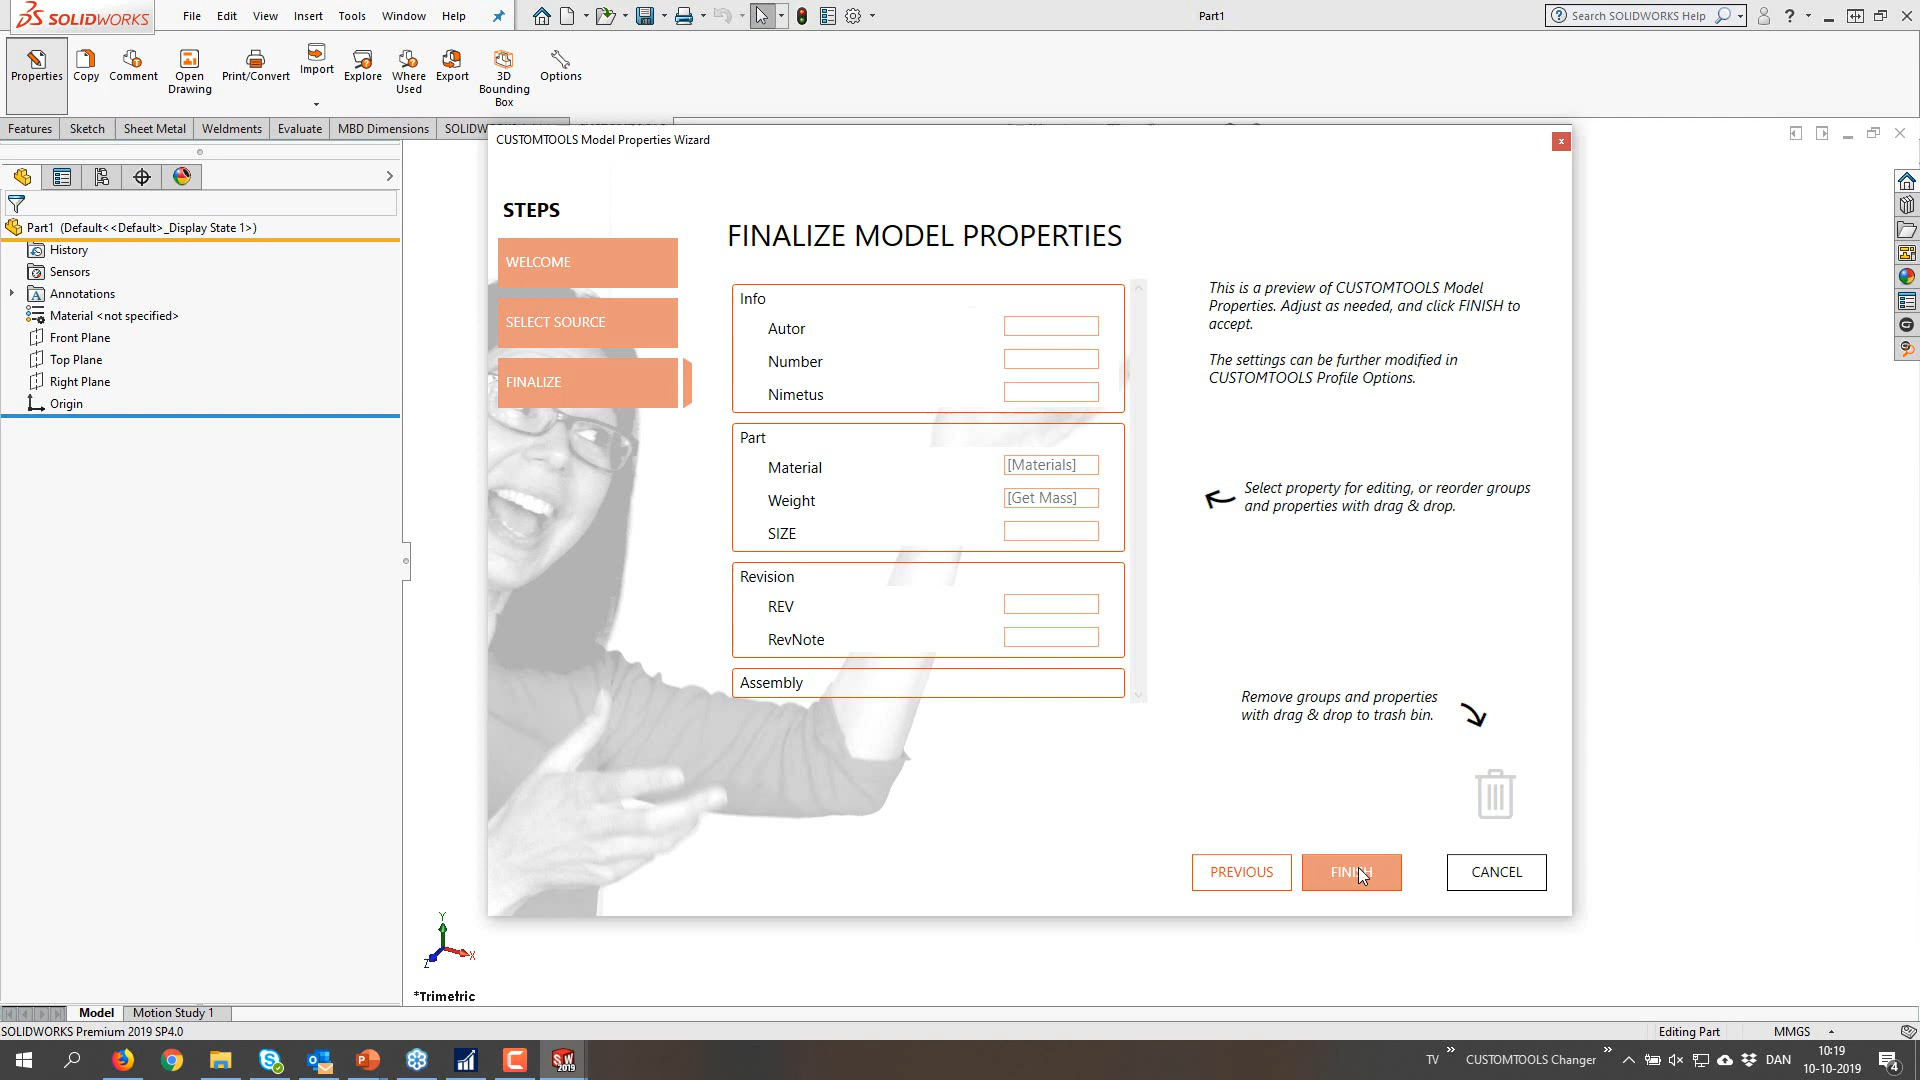 SOLIDWORKS
File Edit View Insert Tools Window Help
Part1
Search SOLIDWORKS Help
?
Properties Copy Comment Open Drawing Print/Convert Import Explore Where Used Export 3D Bounding Box Options
Features Sketch Sheet Metal Weldments Evaluate MBD Dimensions SOLIDW
CUSTOMTOOLS Model Properties Wizard
x
Part1 (Default<<Default>_Display State 1>)
History
Sensors
Annotations
Material <not specified>
Front Plane
Top Plane
Right Plane
Origin
STEPS
WELCOME
SELECT SOURCE
FINALIZE
FINALIZE MODEL PROPERTIES
Info
Autor
Number
Nimetus
Part
Material [Materials]
Weight [Get Mass]
SIZE
Revision
REV
RevNote
Assembly
This is a preview of CUSTOMTOOLS Model
Properties. Adjust as needed, and click FINISH to
accept.
The settings can be further modified in
CUSTOMTOOLS Profile Options.
Select property for editing, or reorder groups
and properties with drag & drop.
Remove groups and properties
with drag & drop to trash bin.
PREVIOUS FINISH CANCEL
Y
X
Z
*Trimetric
Model Motion Study 1
SOLIDWORKS Premium 2019 SP4.0
Editing Part MMGS
TV CUSTOMTOOLS Changer DAN
10:19
10-10-2019
4
SW
2019